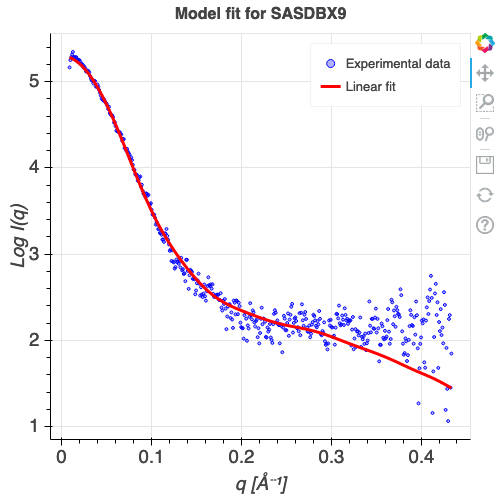 Model fit for SASDBX9
Experimental data
Linear fit
5
4
3
2
1
Log I(q)
0
0.1
0.2
0.3
0.4
q [Å⁻¹]